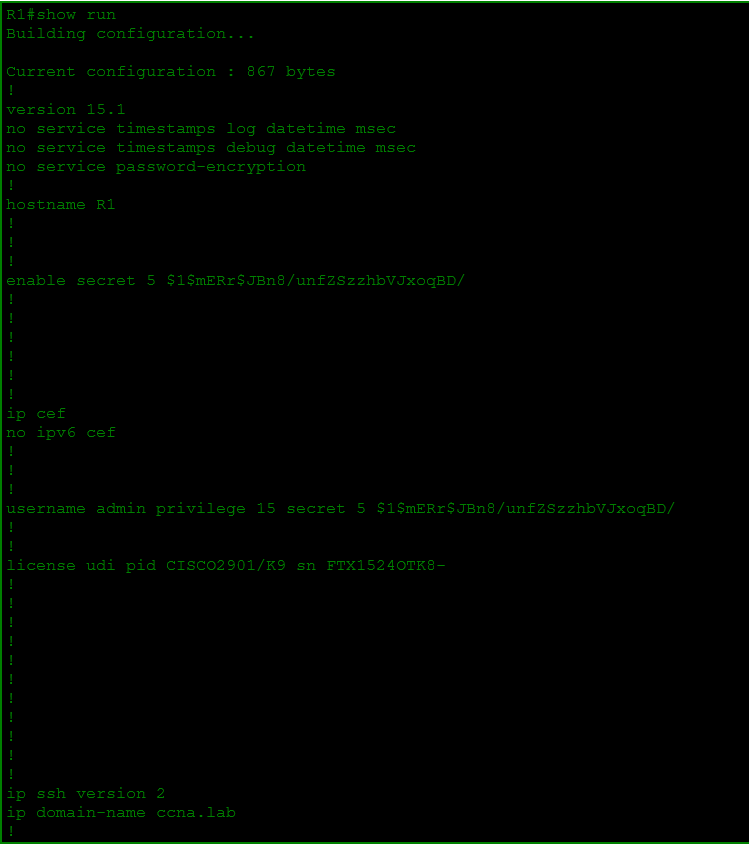 R1#show run
Building configuration...
Current configuration : 867 bytes
!
version 15.1
no service timestamps log datetime msec
no service timestamps debug datetime msec
no service password-encryption
!
hostname R1
!
!
!
enable secret 5 $1$mERr$JBn8/unfZSzzhbVJxoqBD/
!
!
!
!
!
!
ip cef
no ipv6 cef
!
!
!
username admin privilege 15 secret 5 $1$mERr$JBn8/unfZSzzhbVJxoqBD/
!
!
license udi pid CISCO2901/K9 sn FTX1524OTK8-
!
!
!
!
!
!
!
!
!
!
!
ip ssh version 2
ip domain-name ccna.lab
!